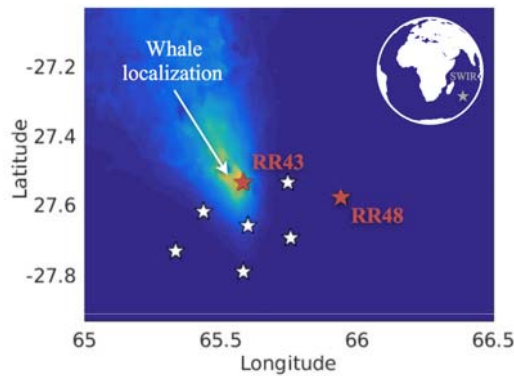 Whale
localization
SWIR
RR43
RR48
Latitude
-27.2
-27.4
-27.6
-27.8
65
65.5
66
66.5
Longitude